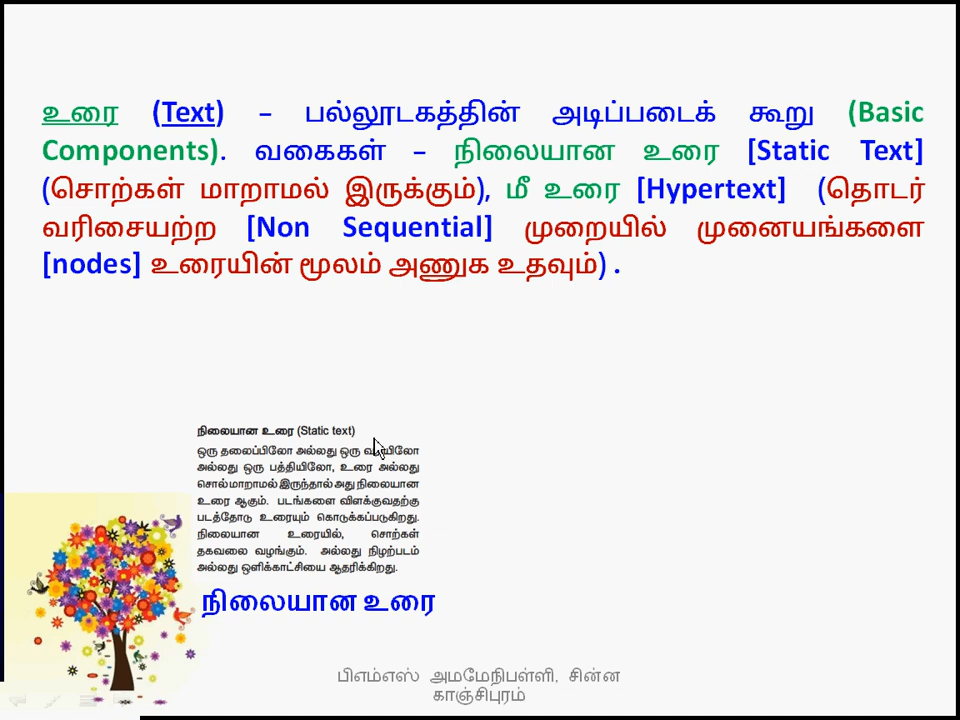 உரை (Text) – பல்லூடகத்தின் அடிப்படைக் கூறு (Basic
Components). வகைகள் – நிலையான உரை [Static Text]
(சொற்கள் மாறாமல் இருக்கும்), மீ உரை [Hypertext] (தொடர்
வரிசையற்ற [Non Sequential] முறையில் முனையங்களை
[nodes] உரையின் மூலம் அணுக உதவும்) .
நிலையான உரை (Static text)
ஒரு தலைப்பிலோ அல்லது ஒரு
அல்லது ஒரு பத்தியிலோ, உரை அல்லது
சொல் மாறாமல் இருந்தால் அது நிலையான
உரை ஆகும். படங்களை விளக்குவதற்கு
படத்தோடு உரையும் கொடுக்கப்படுகிறது.
நிலையான உரையில், சொற்கள்
தகவலை வழங்கும். அல்லது நிழற்படம்
அல்லது ஒளிக்காட்சியை ஆதரிக்கிறது.
நிலையான உரை
பிஎம்எஸ் அமமேநிபள்ளி, சின்ன
காஞ்சிபுரம்